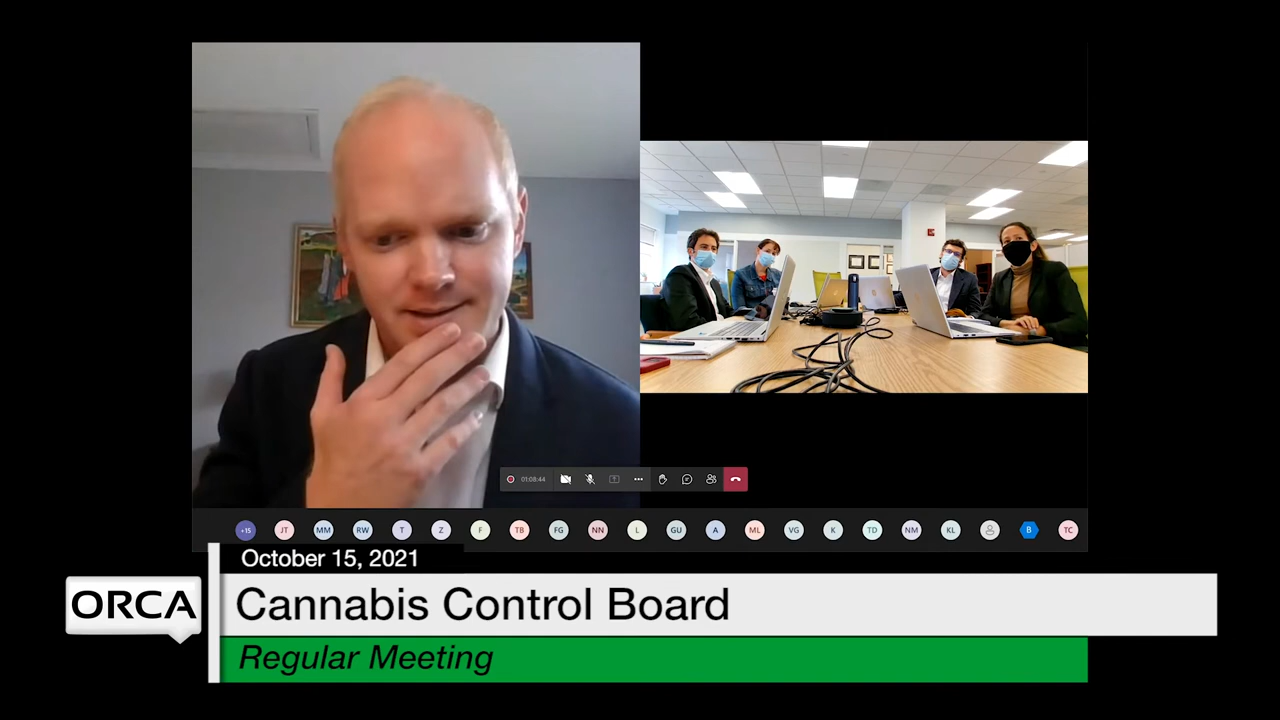 01:08:44
+15 JT MM RW T Z F TB FG NN L GU A ML VG K TD NM KL B TC
October 15, 2021
ORCA
Cannabis Control Board
Regular Meeting